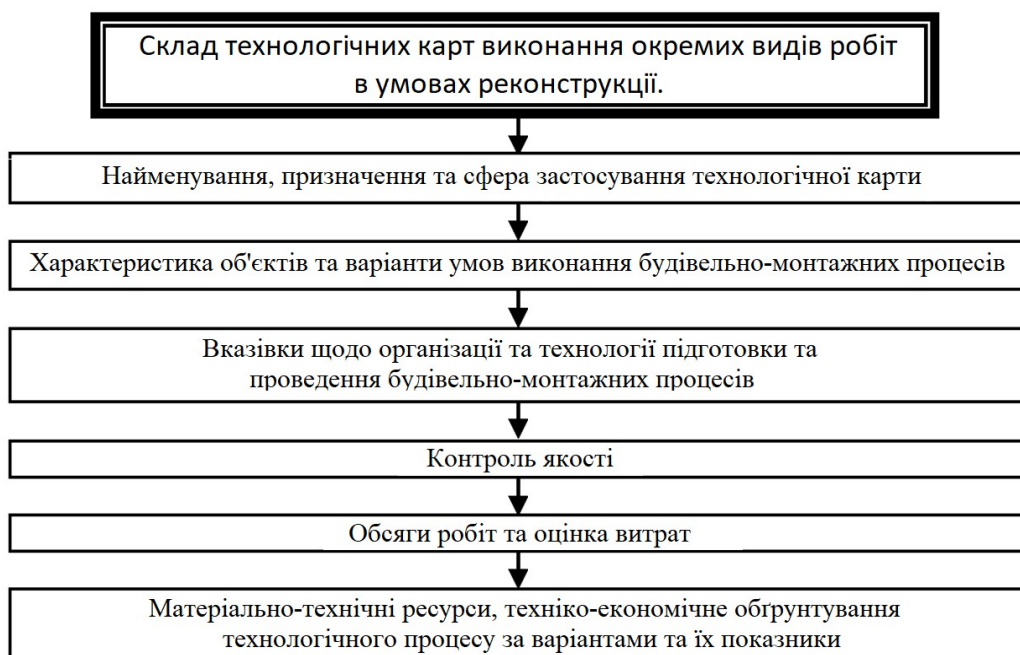 Склад технологічних карт виконання окремих видів робіт
в умовах реконструкції.
Найменування, призначення та сфера застосування технологічної карти
Характеристика об'єктів та варіанти умов виконання будівельно-монтажних процесів
Вказівки щодо організації та технології підготовки та
проведення будівельно-монтажних процесів
Контроль якості
Обсяги робіт та оцінка витрат
Матеріально-технічні ресурси, техніко-економічне обґрунтування
технологічного процесу за варіантами та їх показники